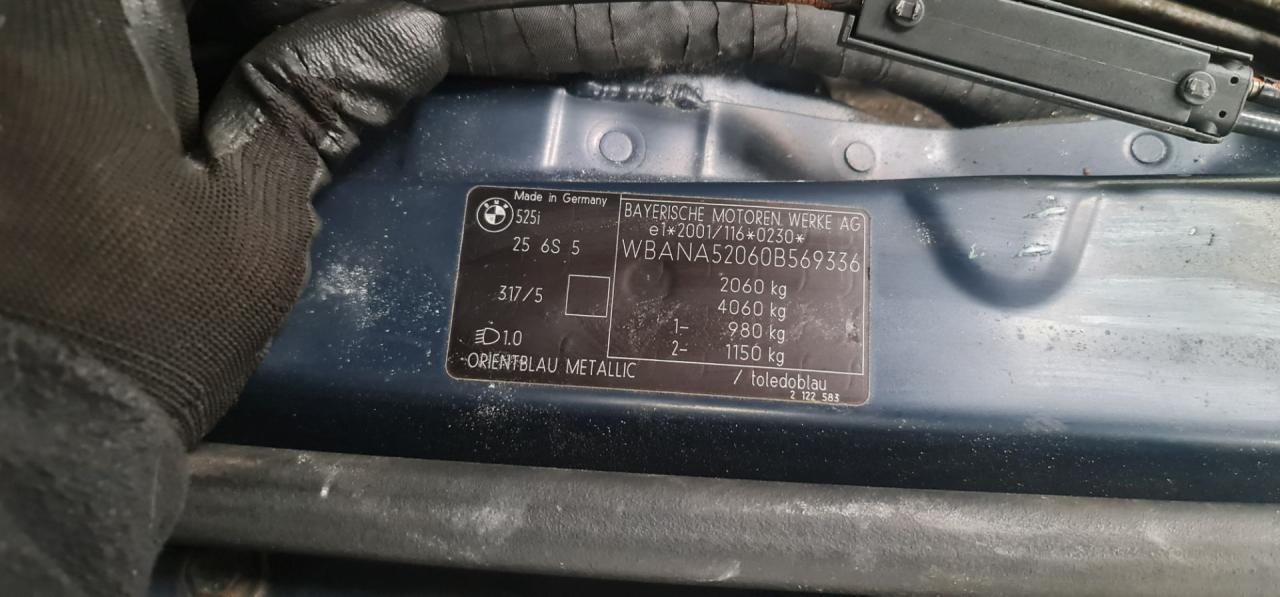 Made in Germany
BMW
525i
25 6S 5
317/5
1.0
ORIENTBLAU METALLIC
BAYERISCHE MOTOREN WERKE AG
e1*2001/116*0230*
WBANA52060B569336
2060 kg
4060 kg
1- 980 kg
2- 1150 kg
/ toledoblau
2 122 583